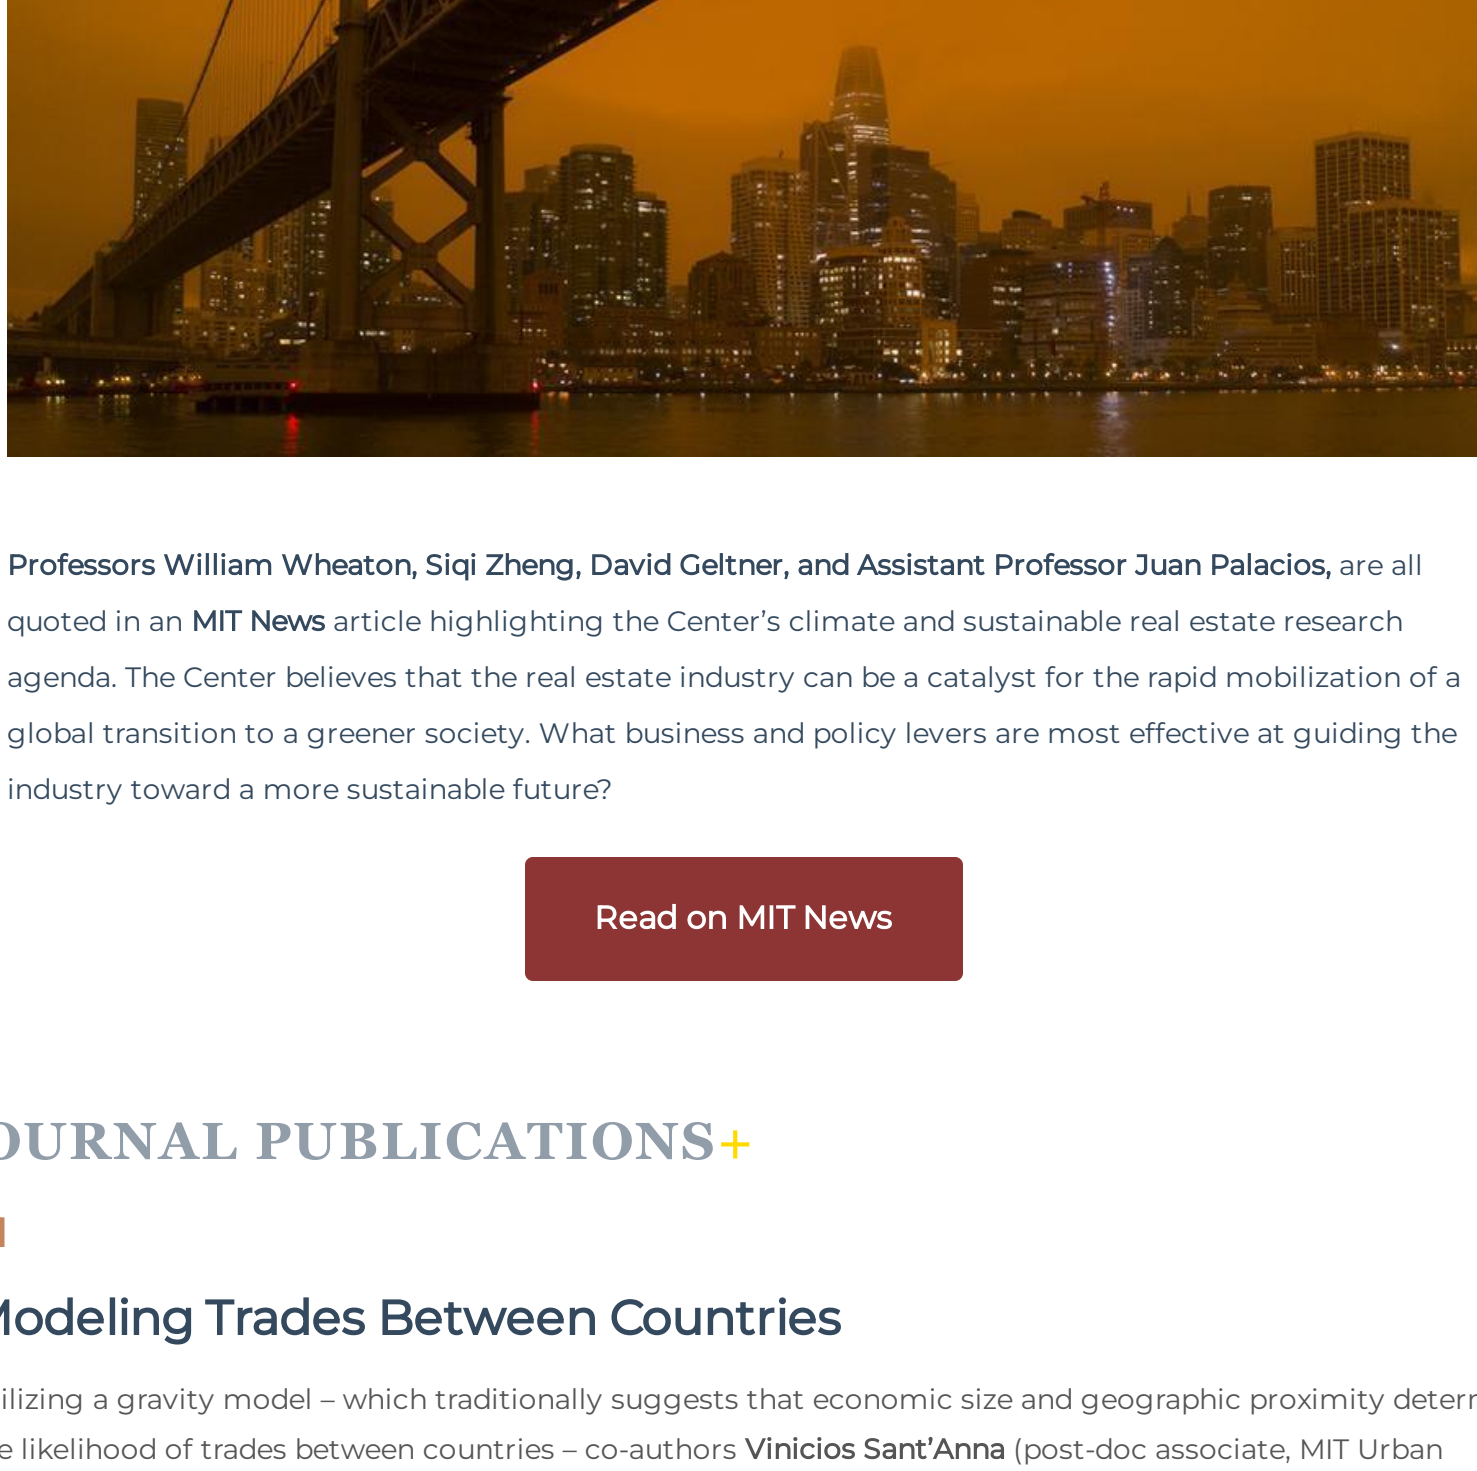 Professors William Wheaton, Siqi Zheng, David Geltner, and Assistant Professor Juan Palacios, are all
quoted in an MIT News article highlighting the Center’s climate and sustainable real estate research
agenda. The Center believes that the real estate industry can be a catalyst for the rapid mobilization of a
global transition to a greener society. What business and policy levers are most effective at guiding the
industry toward a more sustainable future?
Read on MIT News
OURNAL PUBLICATIONS+
Modeling Trades Between Countries
ilizing a gravity model – which traditionally suggests that economic size and geographic proximity deter
e likelihood of trades between countries – co-authors Vinicios Sant’Anna (post-doc associate, MIT Urban